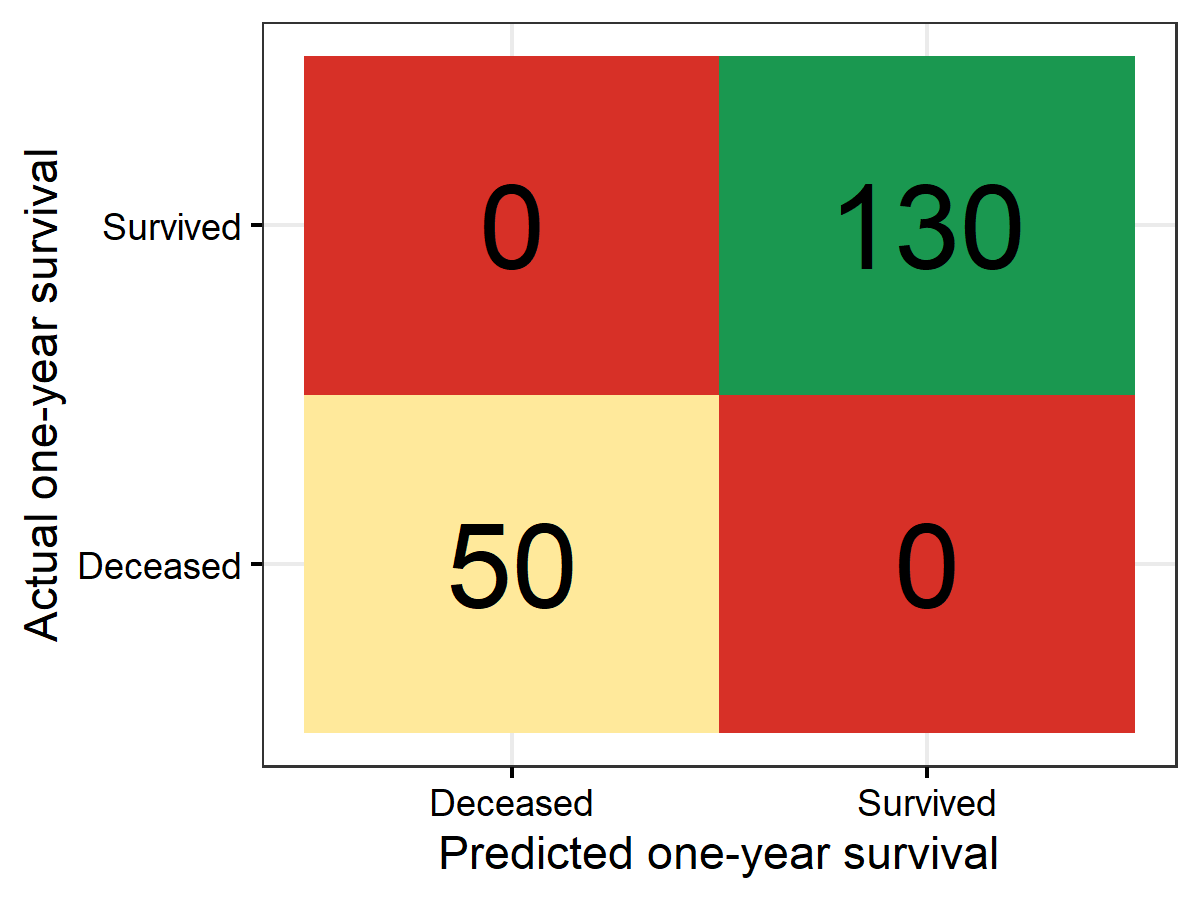 Actual one-year survival
Survived
0
130
Deceased
50
0
Deceased
Survived
Predicted one-year survival